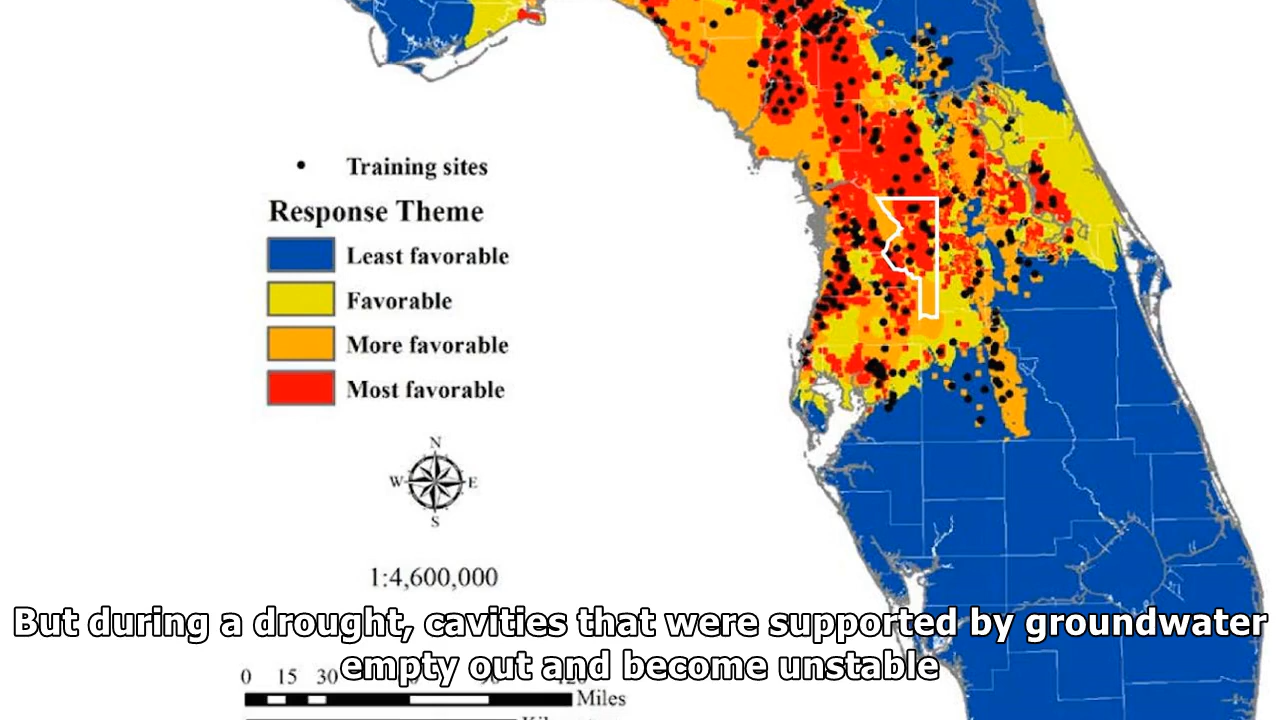 Training sites
Response Theme
Least favorable
Favorable
More favorable
Most favorable
N
W E
S
1:4,600,000
But during a drought, cavities that were supported by groundwater
empty out and become unstable
0 15 30
Miles